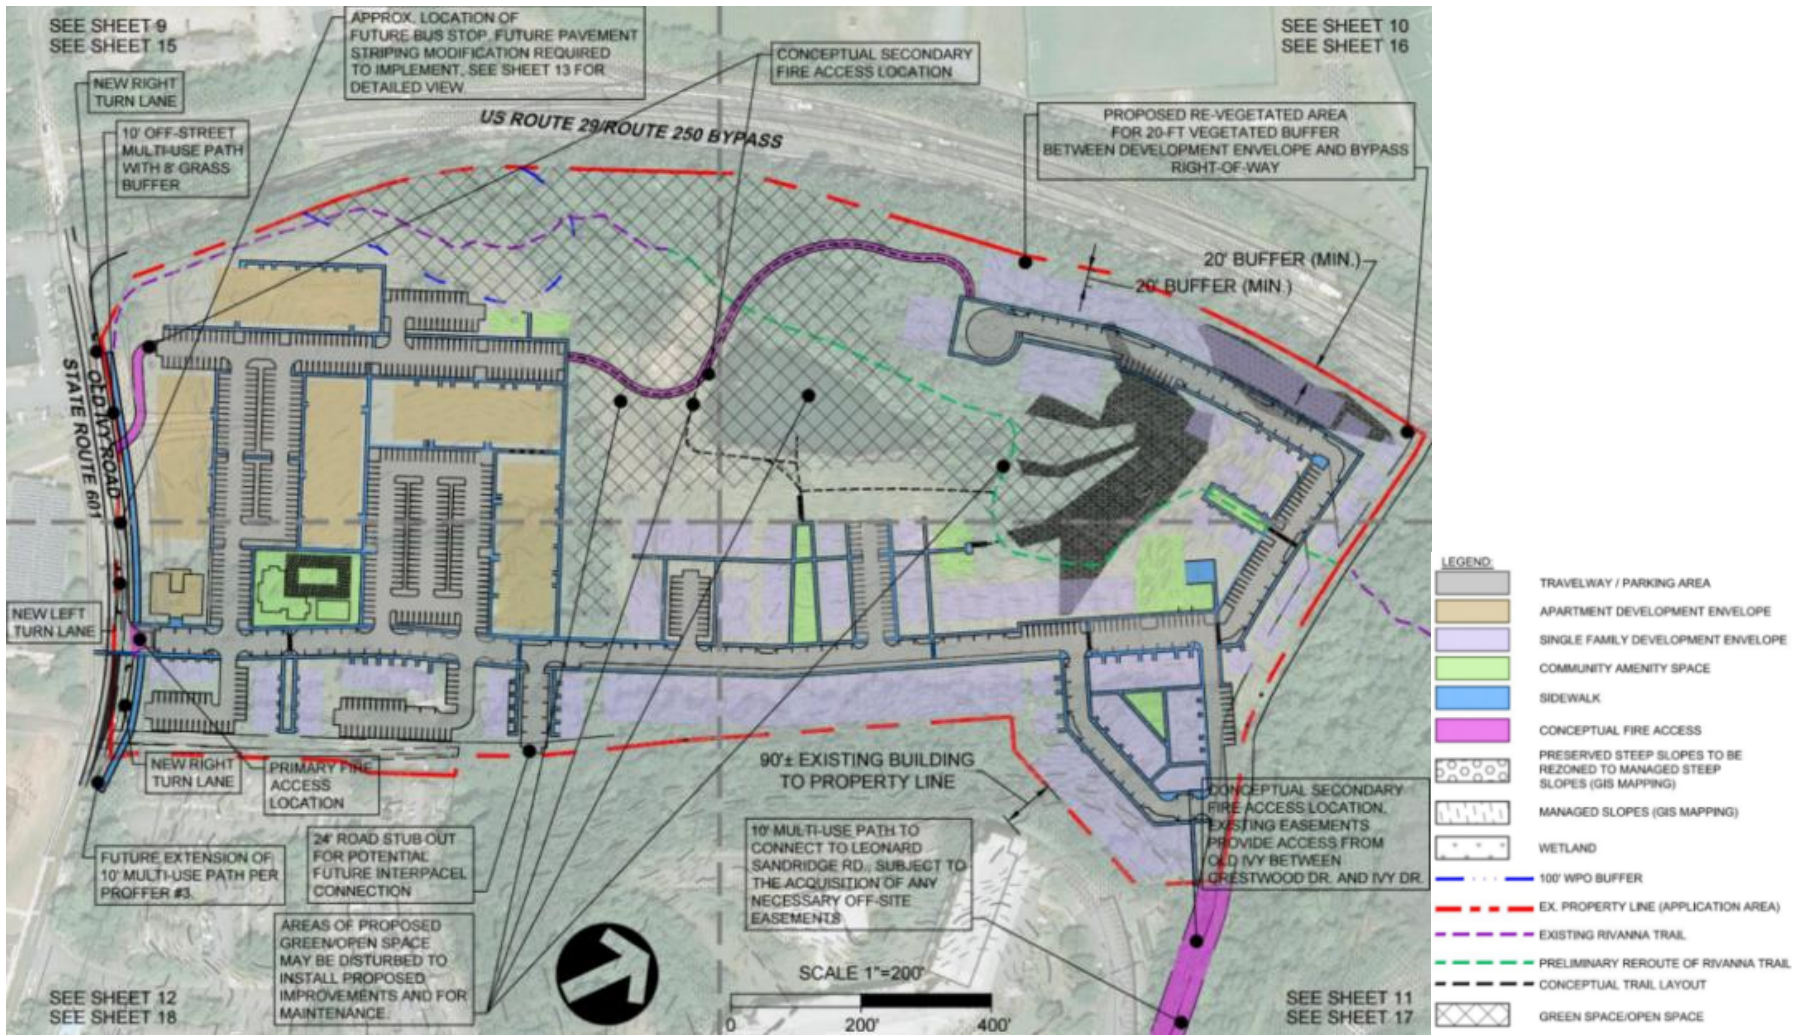 SEE SHEET 9
SEE SHEET 15
APPROX. LOCATION OF
FUTURE BUS STOP. FUTURE PAVEMENT
STRIPING MODIFICATION REQUIRED
TO IMPLEMENT, SEE SHEET 13 FOR
DETAILED VIEW.
CONCEPTUAL SECONDARY
FIRE ACCESS LOCATION
SEE SHEET 10
SEE SHEET 16
NEW RIGHT
TURN LANE
10' OFF-STREET
MULTI-USE PATH
WITH 8' GRASS
BUFFER
US ROUTE 29/ROUTE 250 BYPASS
PROPOSED RE-VEGETATED AREA
FOR 20-FT VEGETATED BUFFER
BETWEEN DEVELOPMENT ENVELOPE AND BYPASS
RIGHT-OF-WAY
20' BUFFER (MIN.)
20' BUFFER (MIN.)
OLD IVY ROAD
STATE ROUTE 601
NEW LEFT
TURN LANE
NEW RIGHT
TURN LANE
PRIMARY FIRE
ACCESS
LOCATION
90'± EXISTING BUILDING
TO PROPERTY LINE
CONCEPTUAL SECONDARY
FIRE ACCESS LOCATION.
EXISTING EASEMENTS
PROVIDE ACCESS FROM
OLD IVY BETWEEN
CRESTWOOD DR. AND IVY DR.
FUTURE EXTENSION OF
10' MULTI-USE PATH PER
PROFFER #3.
24' ROAD STUB OUT
FOR POTENTIAL
FUTURE INTERPACEL
CONNECTION
10' MULTI-USE PATH TO
CONNECT TO LEONARD
SANDRIDGE RD., SUBJECT TO
THE ACQUISITION OF ANY
NECESSARY OFF-SITE
EASEMENTS
AREAS OF PROPOSED
GREEN/OPEN SPACE
MAY BE DISTURBED TO
INSTALL PROPOSED
IMPROVEMENTS AND FOR
MAINTENANCE.
SCALE 1"=200'
0 200' 400'
SEE SHEET 12
SEE SHEET 18
SEE SHEET 11
SEE SHEET 17
LEGEND:
TRAVELWAY / PARKING AREA
APARTMENT DEVELOPMENT ENVELOPE
SINGLE FAMILY DEVELOPMENT ENVELOPE
COMMUNITY AMENITY SPACE
SIDEWALK
CONCEPTUAL FIRE ACCESS
PRESERVED STEEP SLOPES TO BE
REZONED TO MANAGED STEEP
SLOPES (GIS MAPPING)
MANAGED SLOPES (GIS MAPPING)
WETLAND
100' WPO BUFFER
EX. PROPERTY LINE (APPLICATION AREA)
EXISTING RIVANNA TRAIL
PRELIMINARY REROUTE OF RIVANNA TRAIL
CONCEPTUAL TRAIL LAYOUT
GREEN SPACE/OPEN SPACE